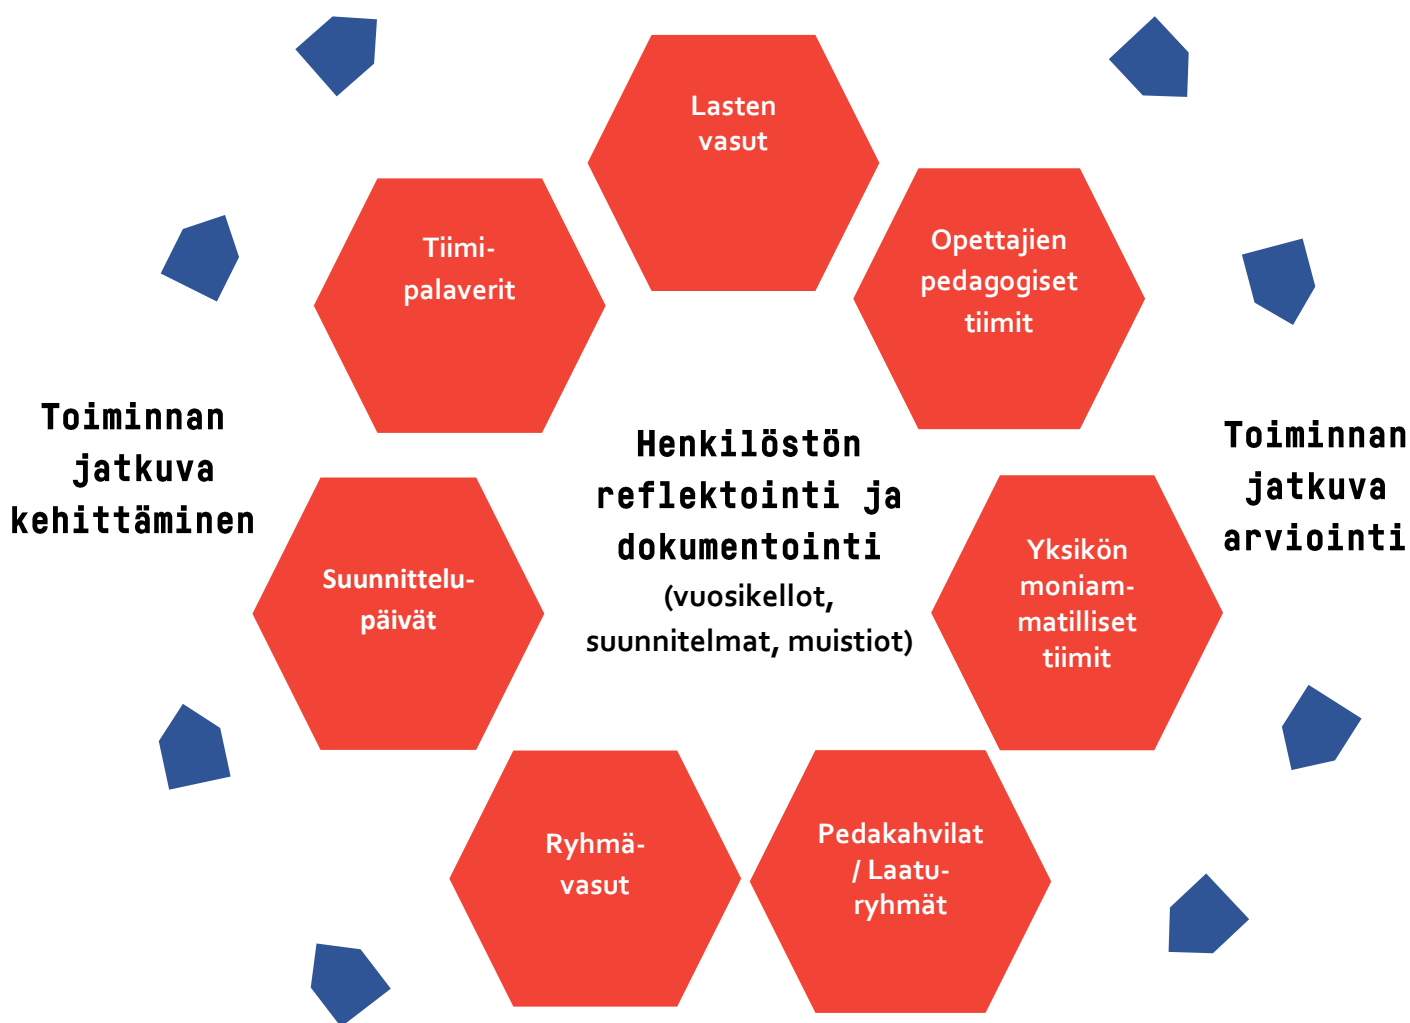 Lasten
vasut
Opettajien
pedagogiset
tiimit
Tiimi-
palaverit
Toiminnan
jatkuva
kehittäminen
Henkilöstön
reflektointi ja
dokumentointi
(vuosikellot,
suunnitelmat, muistiot)
Toiminnan
jatkuva
arviointi
Suunnittelu-
päivät
Yksikön
moniam-
matilliset
tiimit
Ryhmä-
vasut
Pedakahvilat
/ Laatu-
ryhmät